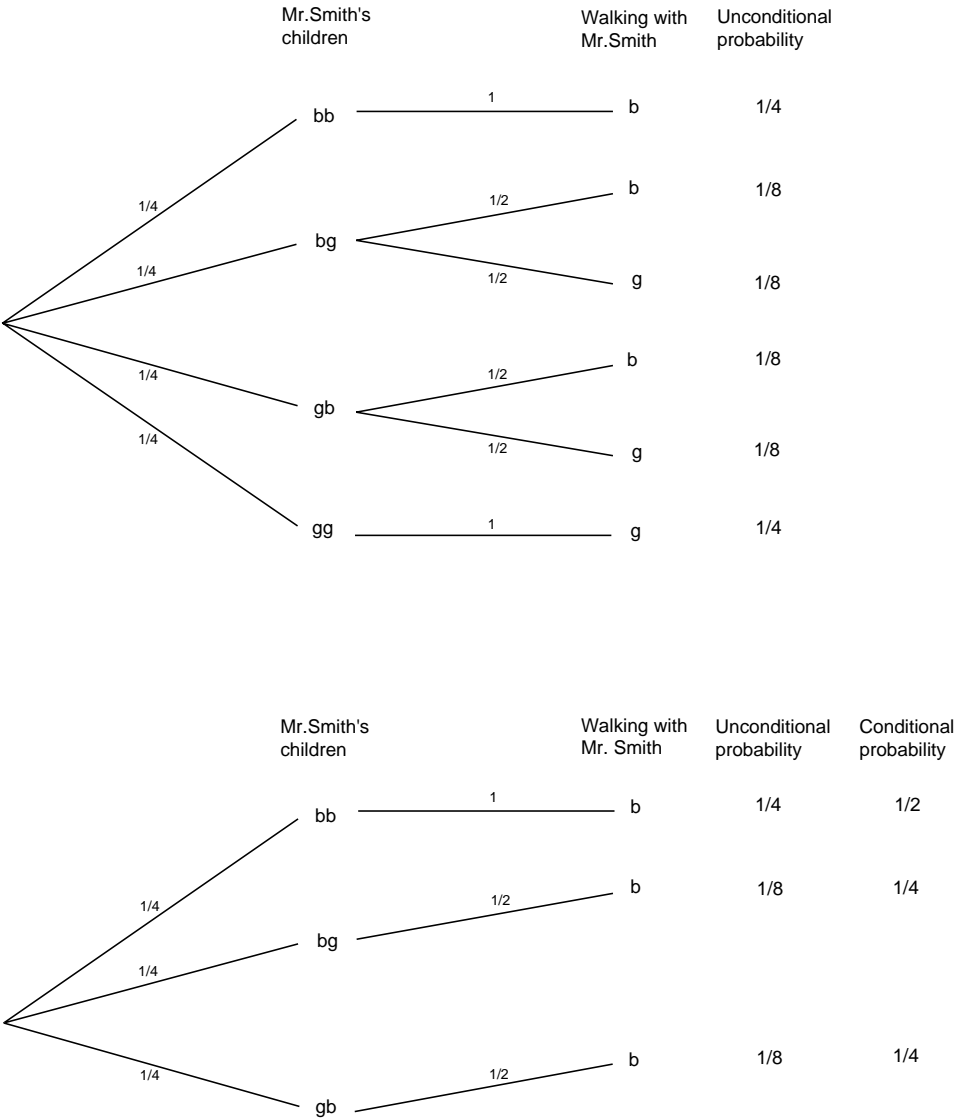 Mr.Smith's children
Walking with Mr.Smith
Unconditional probability
bb
1
b
1/4
1/4
bg
1/4
1/2
b
1/8
1/2
g
1/8
1/4
gb
1/2
b
1/8
1/2
g
1/8
1/4
gg
1
g
1/4
Mr.Smith's children
Walking with Mr. Smith
Unconditional probability
Conditional probability
1/4
bb
1
b
1/4
1/2
1/4
bg
1/2
b
1/8
1/4
1/4
gb
1/2
b
1/8
1/4